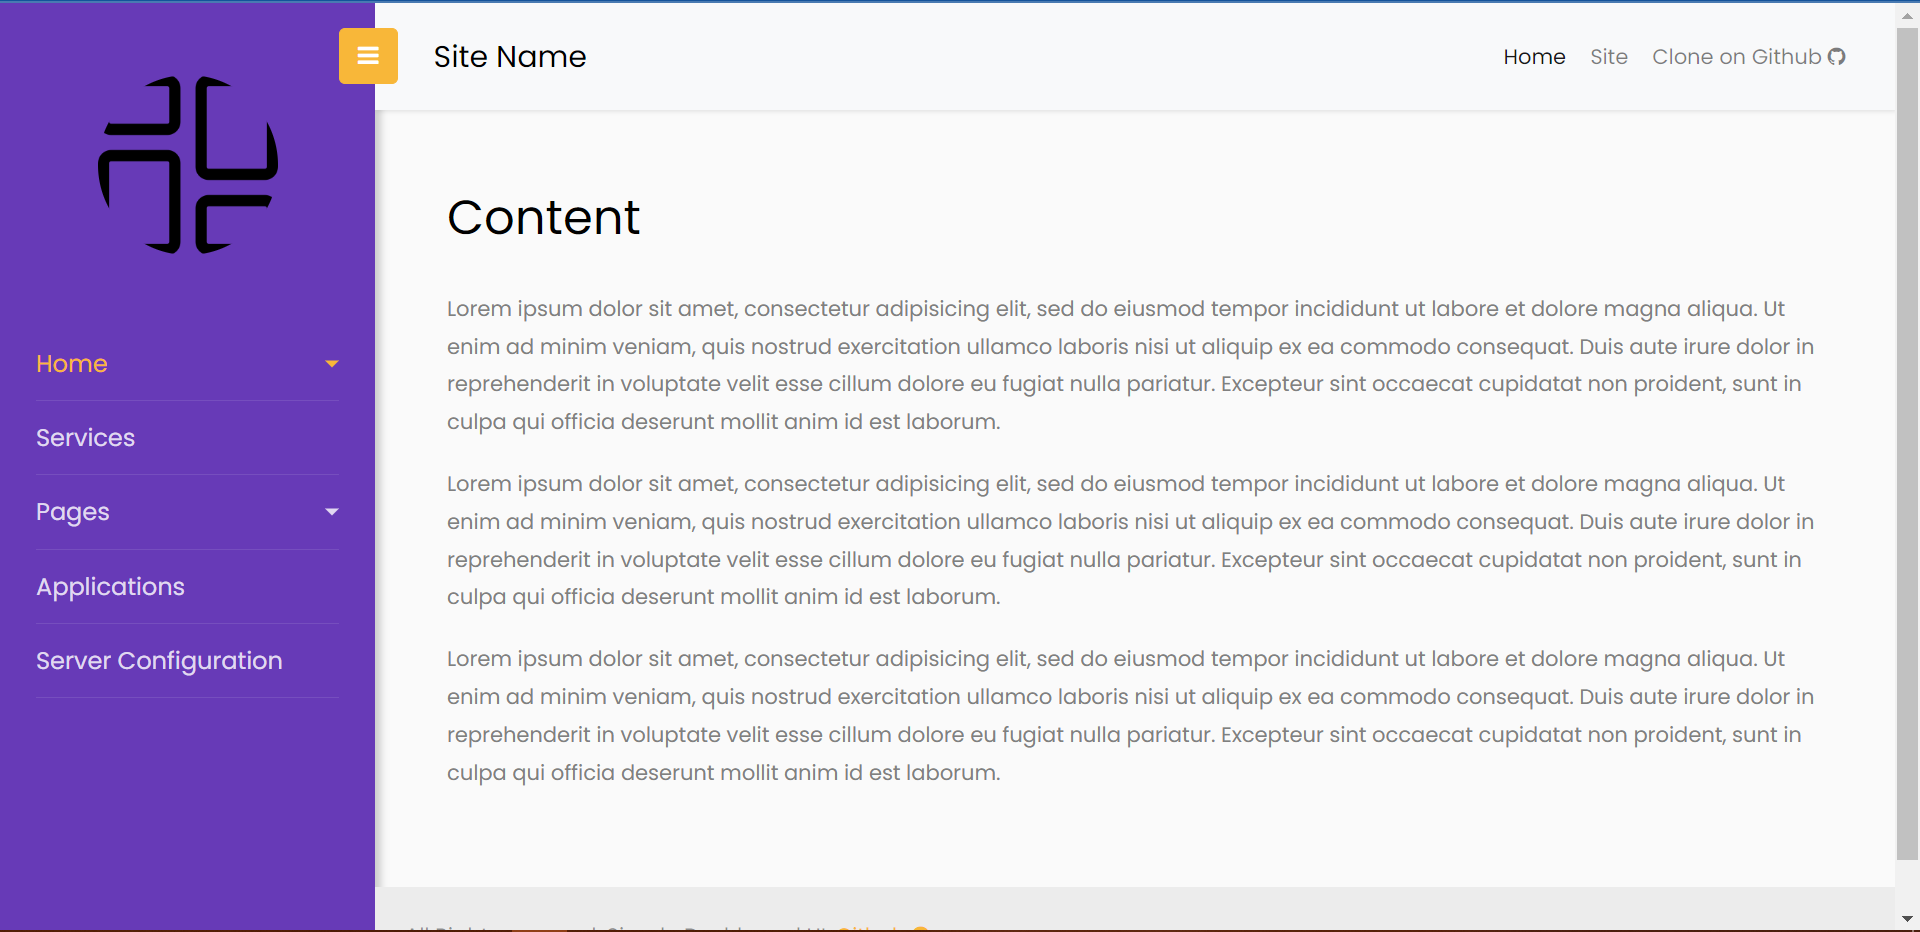 Site Name
Home Site Clone on Github
Home
Services
Pages
Applications
Server Configuration
Content
Lorem ipsum dolor sit amet, consectetur adipisicing elit, sed do eiusmod tempor incididunt ut labore et dolore magna aliqua. Ut
enim ad minim veniam, quis nostrud exercitation ullamco laboris nisi ut aliquip ex ea commodo consequat. Duis aute irure dolor in
reprehenderit in voluptate velit esse cillum dolore eu fugiat nulla pariatur. Excepteur sint occaecat cupidatat non proident, sunt in
culpa qui officia deserunt mollit anim id est laborum.
Lorem ipsum dolor sit amet, consectetur adipisicing elit, sed do eiusmod tempor incididunt ut labore et dolore magna aliqua. Ut
enim ad minim veniam, quis nostrud exercitation ullamco laboris nisi ut aliquip ex ea commodo consequat. Duis aute irure dolor in
reprehenderit in voluptate velit esse cillum dolore eu fugiat nulla pariatur. Excepteur sint occaecat cupidatat non proident, sunt in
culpa qui officia deserunt mollit anim id est laborum.
Lorem ipsum dolor sit amet, consectetur adipisicing elit, sed do eiusmod tempor incididunt ut labore et dolore magna aliqua. Ut
enim ad minim veniam, quis nostrud exercitation ullamco laboris nisi ut aliquip ex ea commodo consequat. Duis aute irure dolor in
reprehenderit in voluptate velit esse cillum dolore eu fugiat nulla pariatur. Excepteur sint occaecat cupidatat non proident, sunt in
culpa qui officia deserunt mollit anim id est laborum.